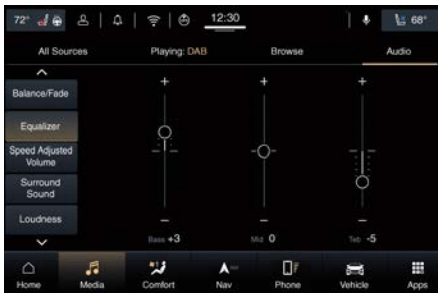 72° 12:30 68°
All Sources Playing: DAB Browse Audio
Balance/Fade
+ + +
Equalizer
Speed Adjusted
Volume
Surround
Sound
Loudness
− − −
Bass +3 Mid 0 Teb -5
Home Media Comfort Nav Phone Vehicle Apps